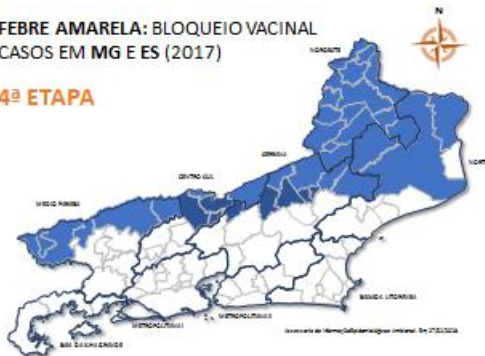 FEBRE AMARELA: BLOQUEIO VACINAL
CASOS EM MG E ES (2017)
4ª ETAPA
N
NOROESTE
NORTE
SERRANA
CENTRO SUL
MEDIO PARAIBA
BAIXADA LITORANEA
METROPOLITANA II
METROPOLITANA I
BAIA DA ILHA GRANDE